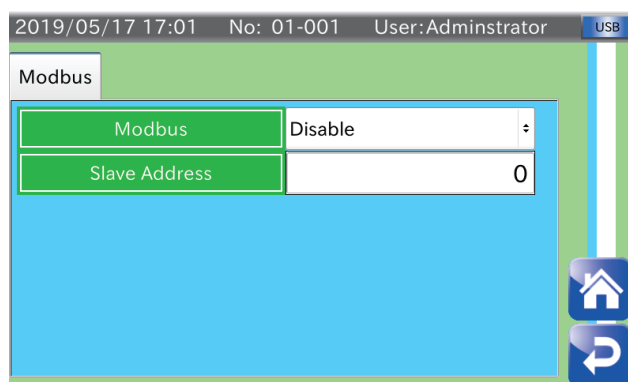 2019/05/17 17:01 No: 01-001 User:Adminstrator USB
Modbus
Modbus Disable
Slave Address 0